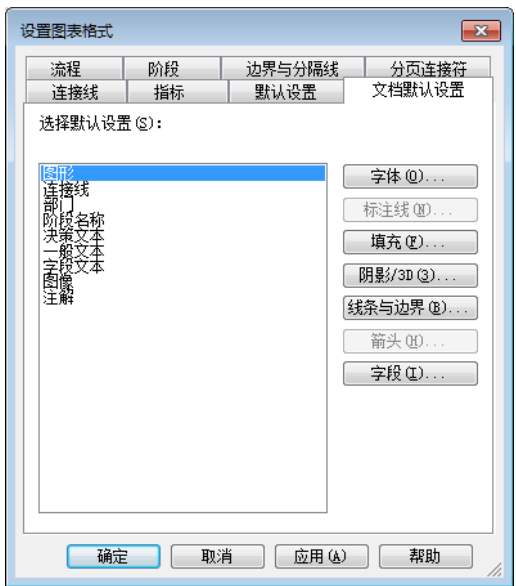 设置图表格式
流程 阶段 边界与分隔线 分页连接符
连接线 指标 默认设置 文档默认设置
选择默认设置(S):
图形
连接线
部门
阶段名称
决策文本
一般文本
字段文本
图像
注解
字体(O)...
标注线(N)...
填充(F)...
阴影/3D(3)...
线条与边界(B)...
箭头(H)...
字段(I)...
确定 取消 应用(A) 帮助